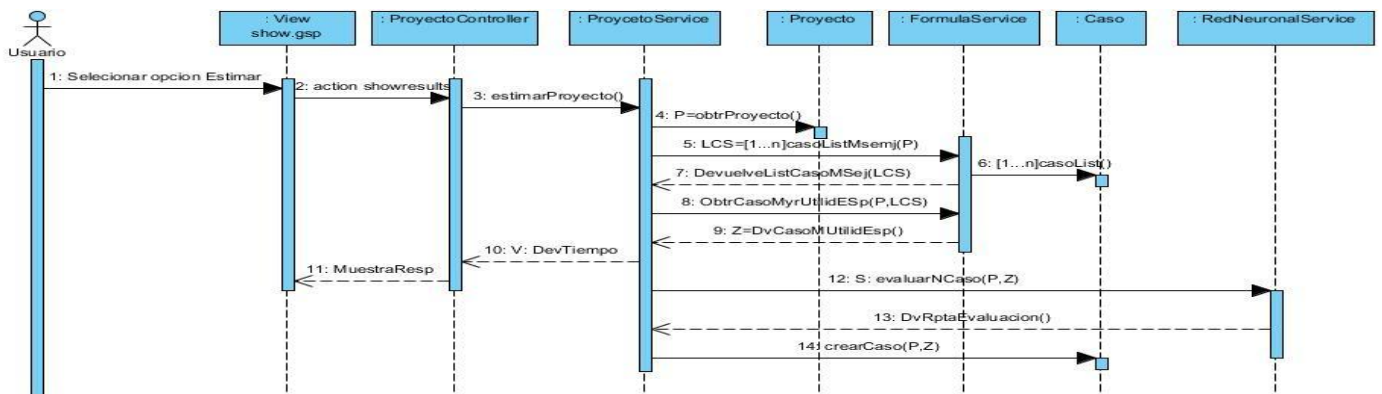 : View
show.gsp
: ProyectoController
: ProycetoService
: Proyecto
: FormulaService
: Caso
: RedNeuronalService
Usuario
1: Selecionar opcion Estimar
2: action showresults
3: estimarProyecto()
4: P=obtrProyecto()
5: LCS=[1...n]casoListMsemj(P)
6: [1...n]casoList()
7: DevuelveListCasoMSej(LCS)
8: ObtrCasoMyrUtilidESp(P,LCS)
9: Z=DvCasoMUtilidEsp()
10: V: DevTiempo
11: MuestraResp
12: S: evaluarNCaso(P,Z)
13: DvRptaEvaluacion()
14: crearCaso(P,Z)